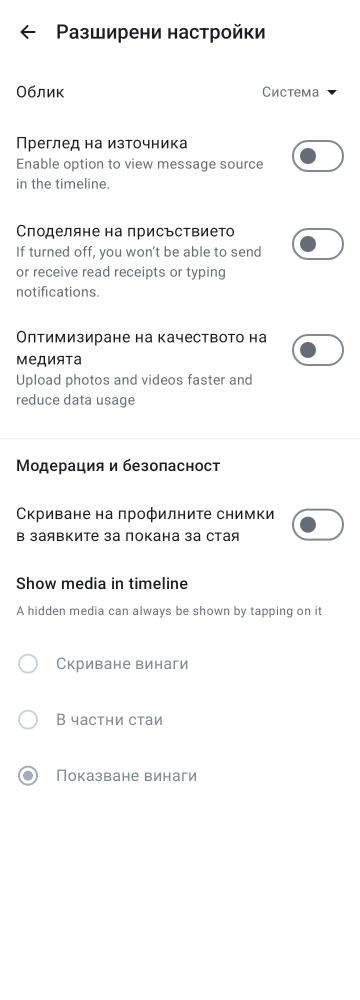 Разширени настройки
Облик
Система
Преглед на източника
Enable option to view message source
in the timeline.
Споделяне на присъствието
If turned off, you won’t be able to send
or receive read receipts or typing
notifications.
Оптимизиране на качеството на
медията
Upload photos and videos faster and
reduce data usage
Модерация и безопасност
Скриване на профилните снимки
в заявките за покана за стая
Show media in timeline
A hidden media can always be shown by tapping on it
Скриване винаги
В частни стаи
Показване винаги